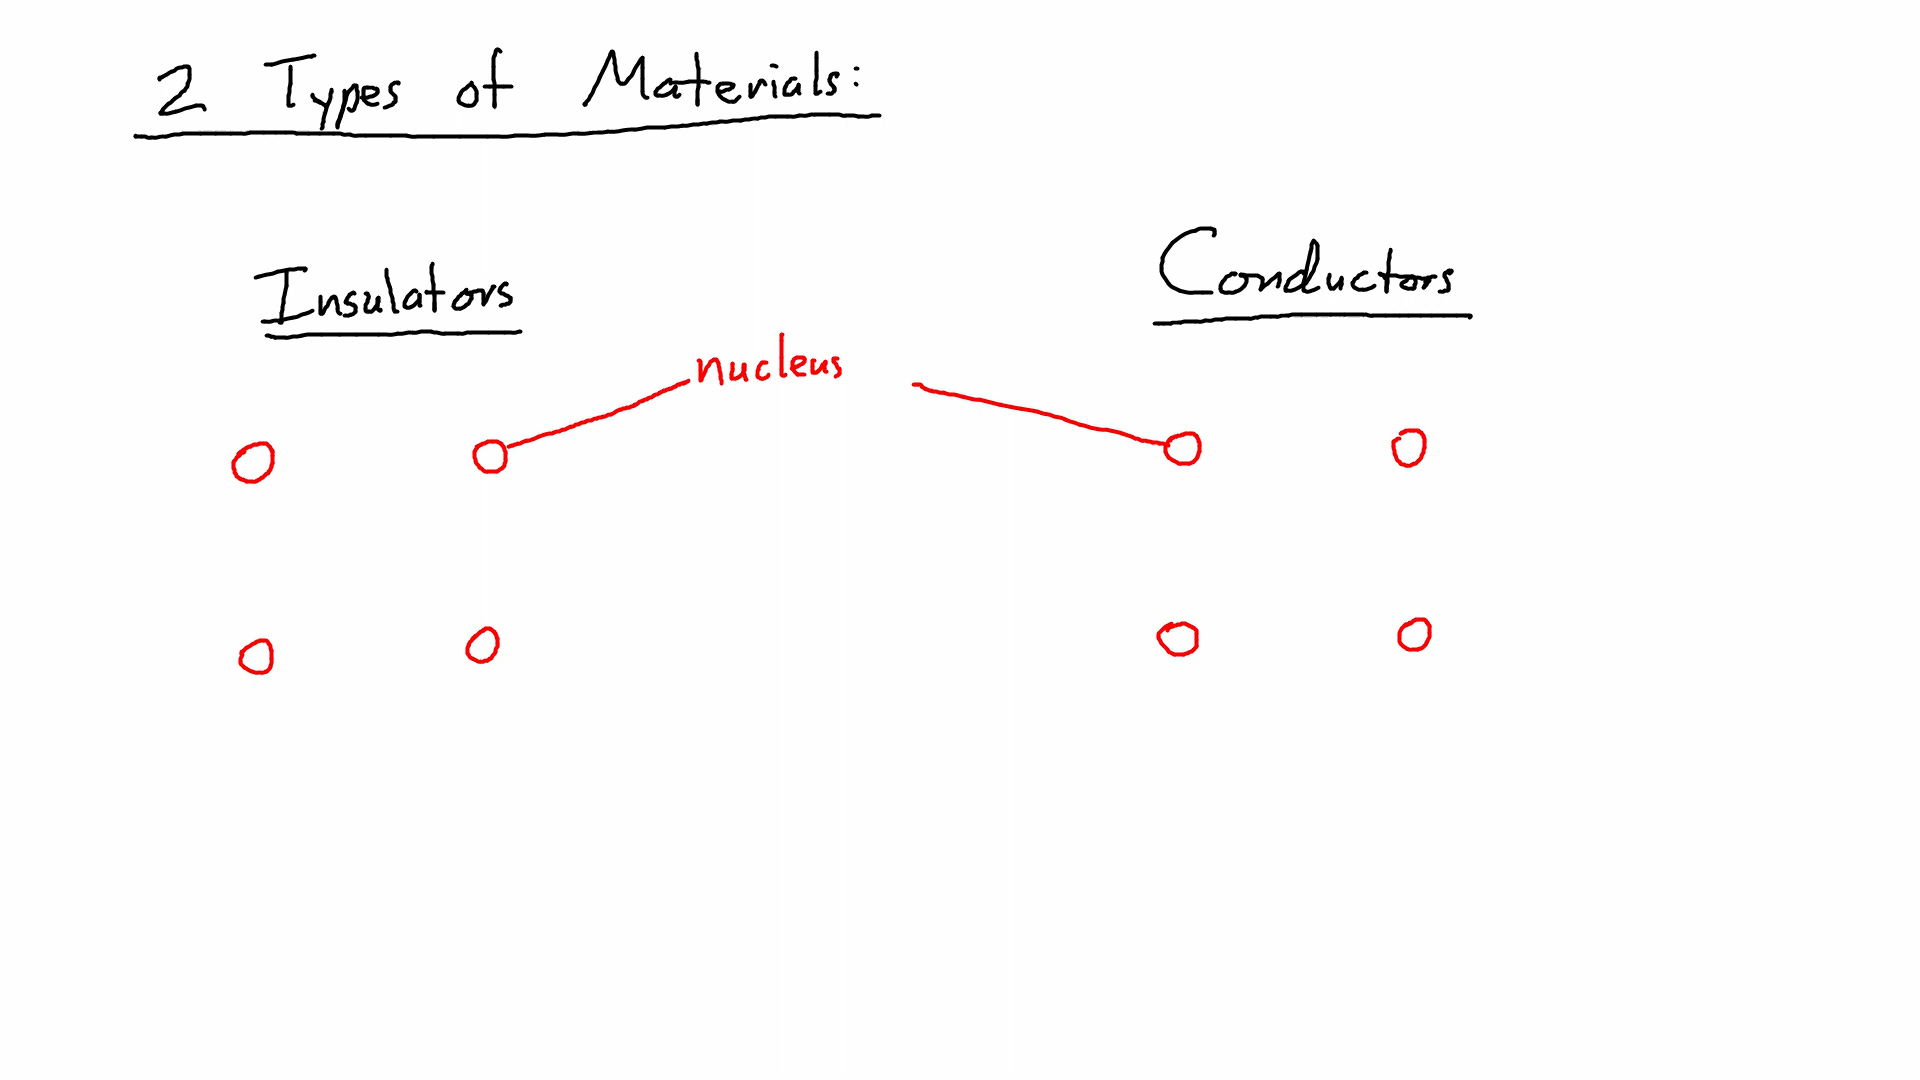 2 Types of Materials:
Insulators
Conductors
nucleus